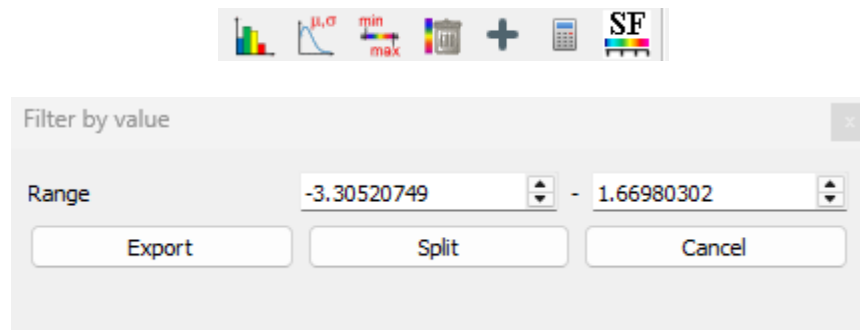 μ,σ min max SF
Filter by value
Range -3.30520749 - 1.66980302
Export Split Cancel